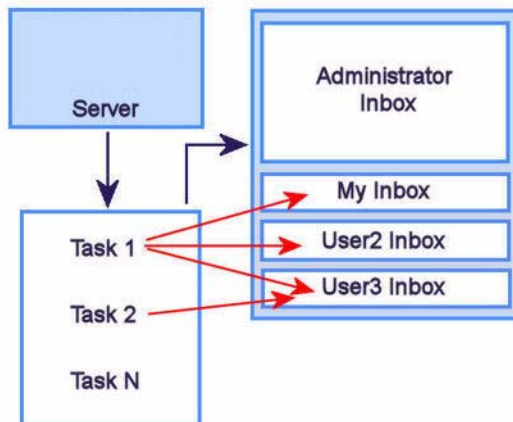 Server
Task 1
Task 2
Task N
Administrator
Inbox
My Inbox
User2 Inbox
User3 Inbox